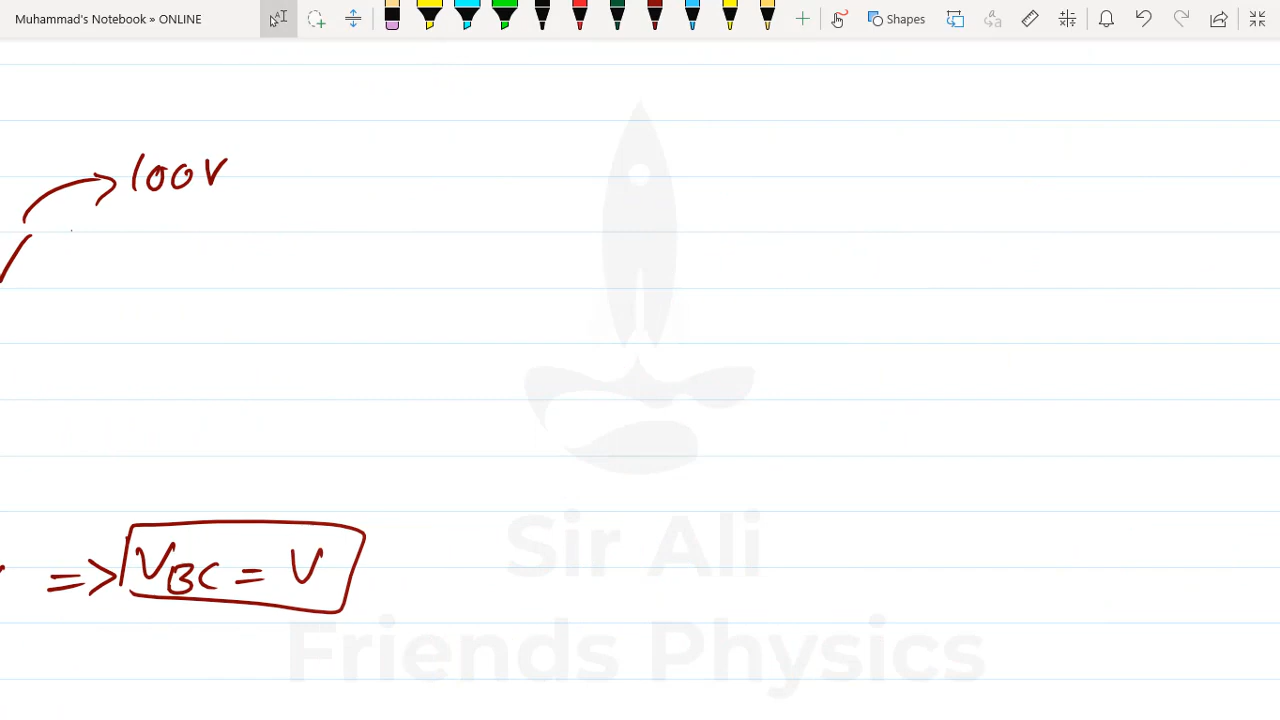 Muhammad's Notebook » ONLINE
Shapes
100V
=> VBC = V
Sir Ali
Friends Physics